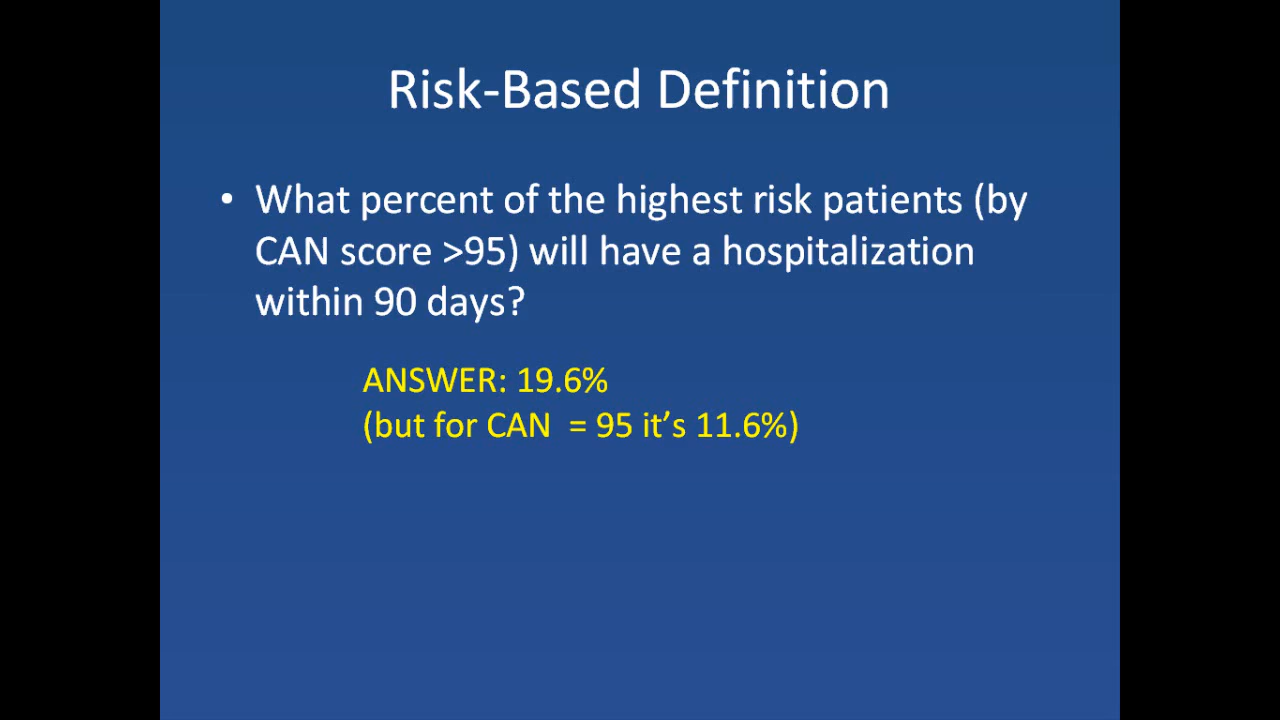 Risk-Based Definition
• What percent of the highest risk patients (by
CAN score >95) will have a hospitalization
within 90 days?
ANSWER: 19.6%
(but for CAN  = 95 it’s 11.6%)